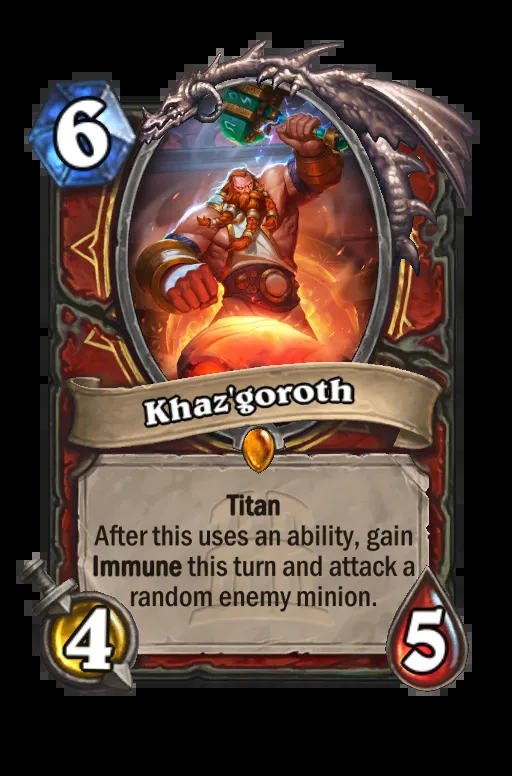 6
Khaz'goroth
Titan
After this uses an ability, gain
Immune this turn and attack a
random enemy minion.
4
5